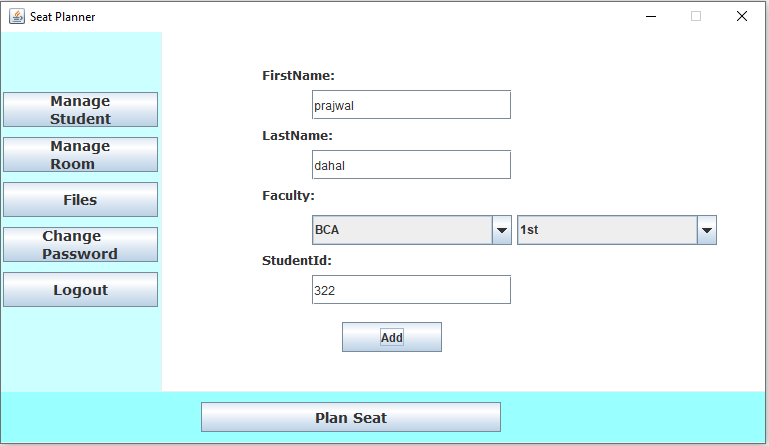 Seat Planner
Manage
Student
Manage
Room
Files
Change
Password
Logout
FirstName:
prajwal
LastName:
dahal
Faculty:
BCA 1st
StudentId:
322
Add
Plan Seat